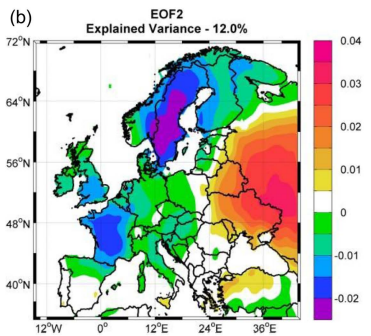 (b)
EOF2
Explained Variance - 12.0%
72°N
64°N
56°N
48°N
40°N
12°W
0°
12°E
24°E
36°E
0.04
0.03
0.02
0.01
0
-0.01
-0.02